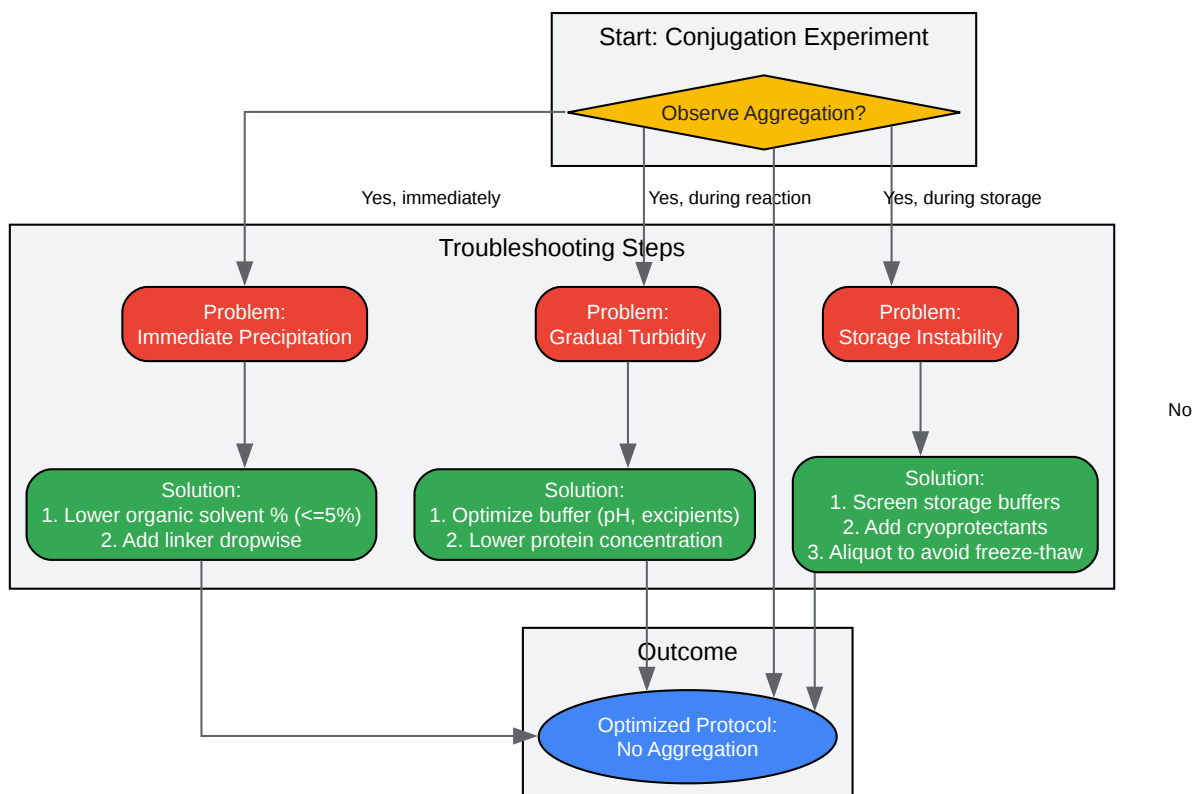 Start: Conjugation Experiment
Observe Aggregation?
Yes, immediately
Yes, during reaction
Yes, during storage
Troubleshooting Steps
Problem:
Immediate Precipitation
Problem:
Gradual Turbidity
Problem:
Storage Instability
No
Solution:
1. Lower organic solvent % (<=5%)
2. Add linker dropwise
Solution:
1. Optimize buffer (pH, excipients)
2. Lower protein concentration
Solution:
1. Screen storage buffers
2. Add cryoprotectants
3. Aliquot to avoid freeze-thaw
Outcome
Optimized Protocol:
No Aggregation